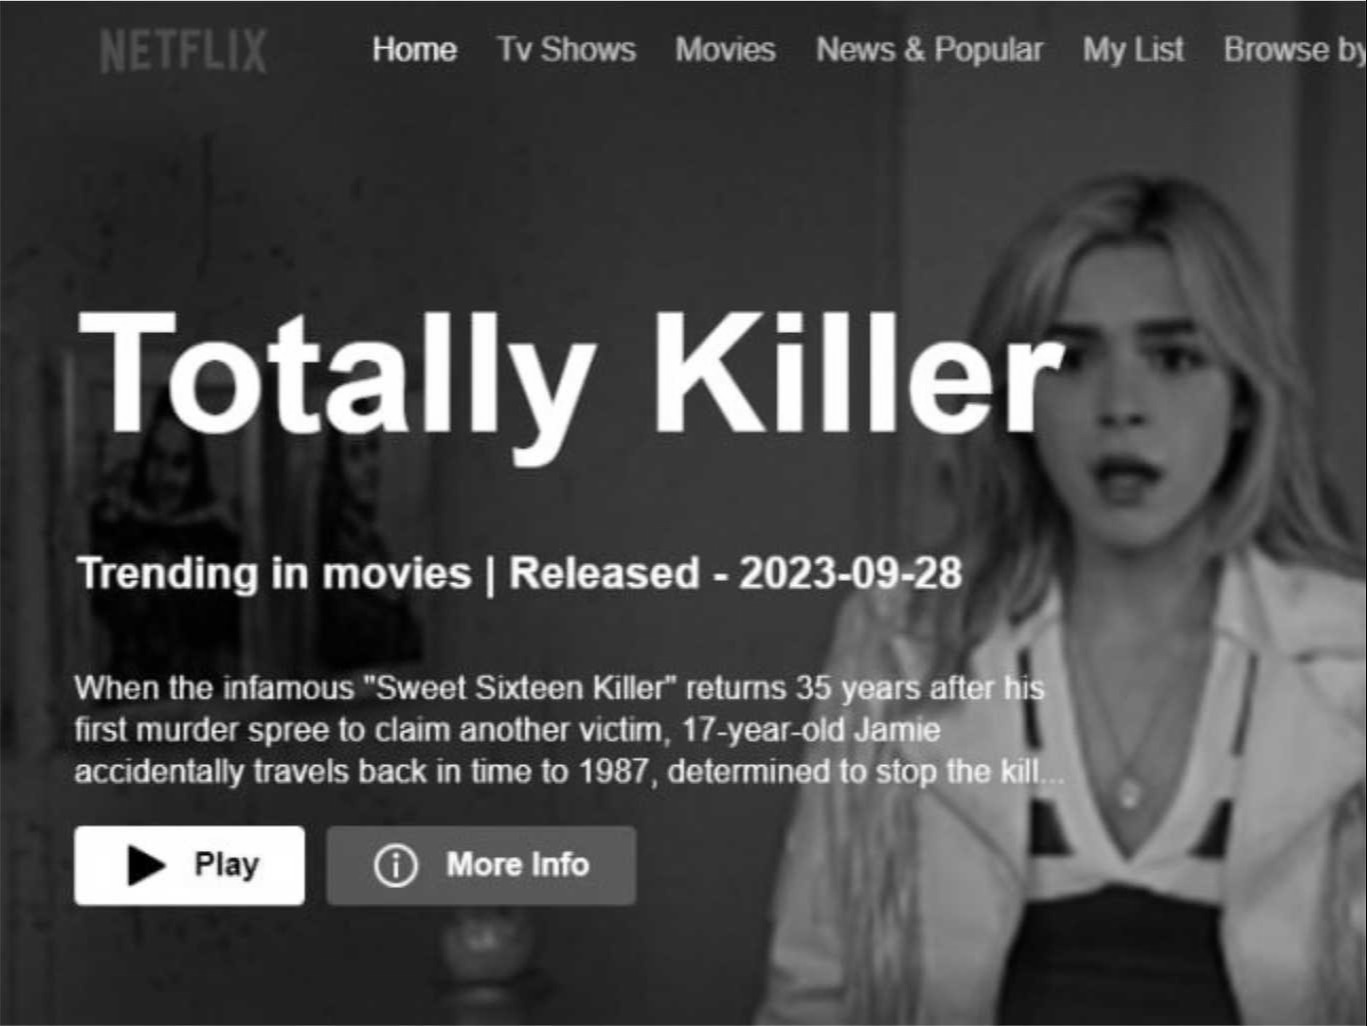 NETFLIX
Home Tv Shows Movies News & Popular My List Browse by
Totally Killer
Trending in movies | Released - 2023-09-28
When the infamous "Sweet Sixteen Killer" returns 35 years after his
first murder spree to claim another victim, 17-year-old Jamie
accidentally travels back in time to 1987, determined to stop the kill...
Play More Info